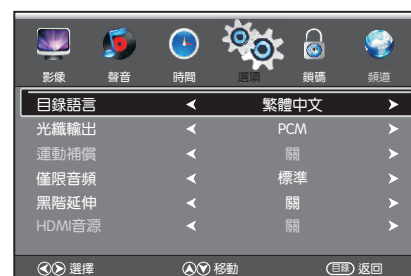 影像 聲音 時間 選項 鎖碼 頻道
目錄語言 繁體中文
光纖輸出 PCM
運動補償 關
僅限音頻 標準
黑階延伸 關
HDMI音源 關
選擇 移動 目錄 返回